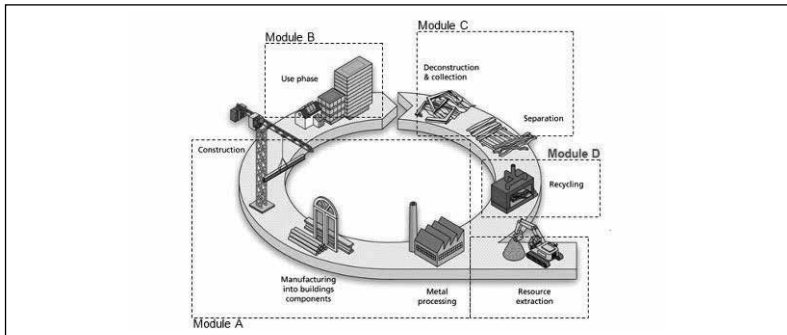 Module C
Module B
Deconstruction
& collection
Use phase
Separation
Construction
Module D
Recycling
Manufacturing
into buildings
components
Metal
processing
Resource
extraction
Module A